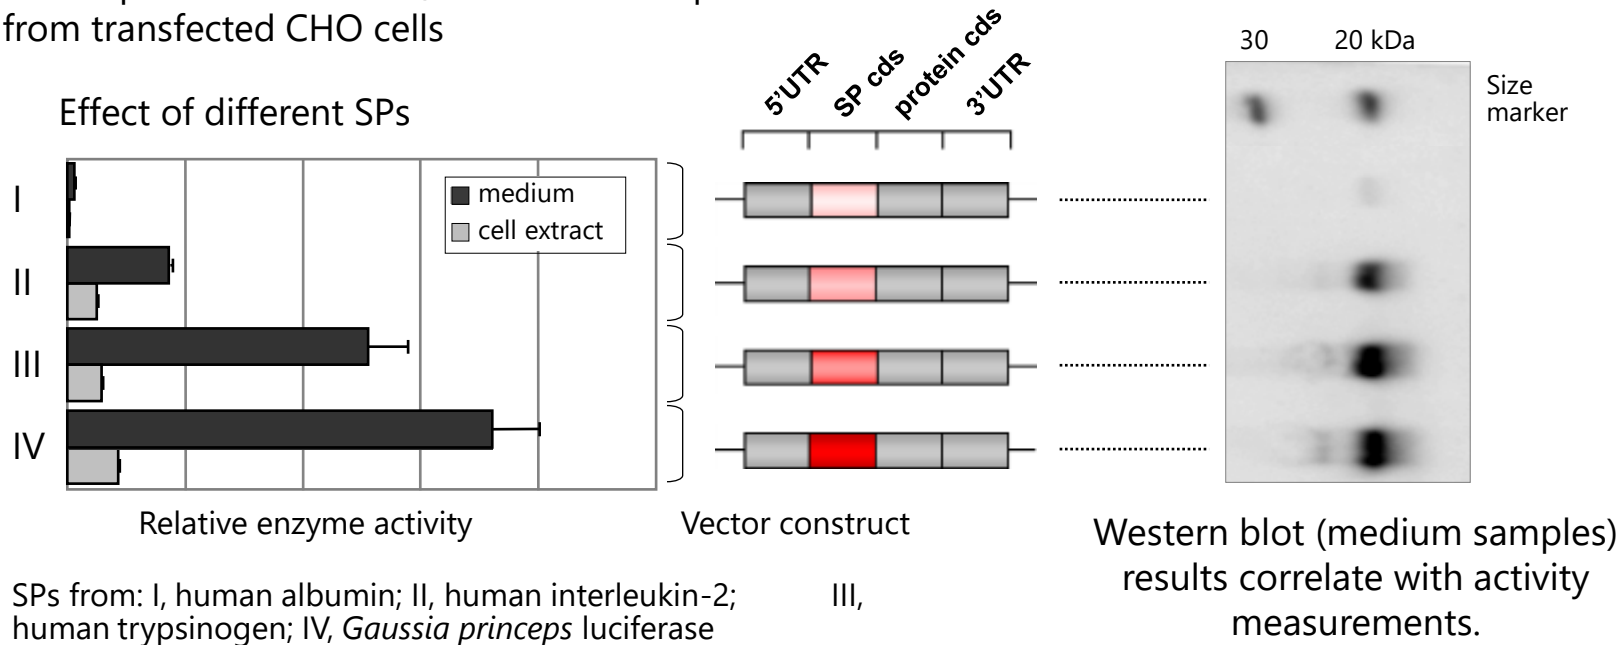 from transfected CHO cells
Effect of different SPs
I
II
III
IV
medium
cell extract
Relative enzyme activity
5’UTR
SP cds
protein cds
3’UTR
Vector construct
30 20 kDa
Size
marker
Western blot (medium samples)
results correlate with activity
measurements.
SPs from: I, human albumin; II, human interleukin-2; III,
human trypsinogen; IV, Gaussia princeps luciferase